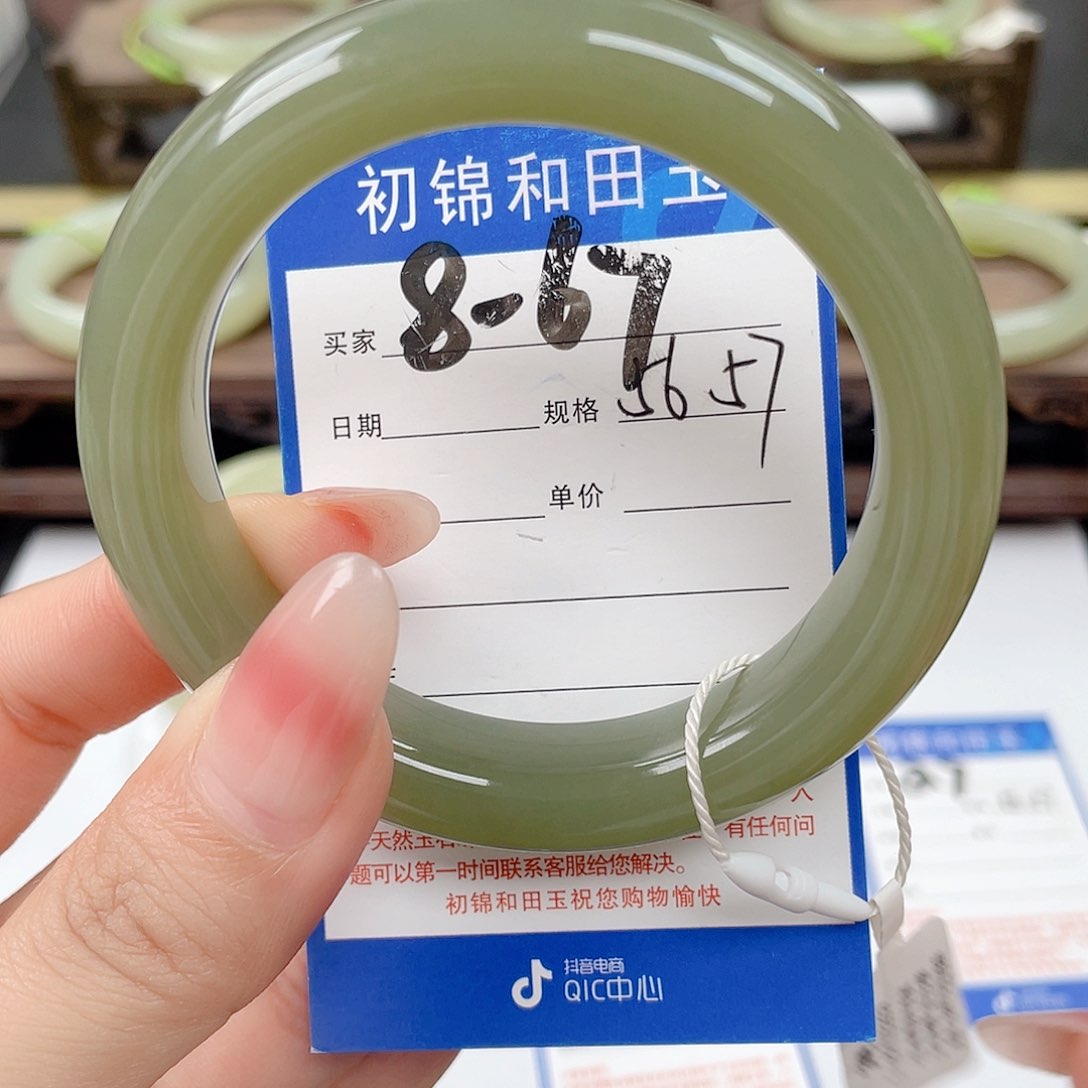 初锦和田玉
8-67
买家
日期 规格 56 57
单价
天然玉石
人
有任何问
题可以第一时间联系客服给您解决。
初锦和田玉祝您购物愉快
抖音电商
QIC中心